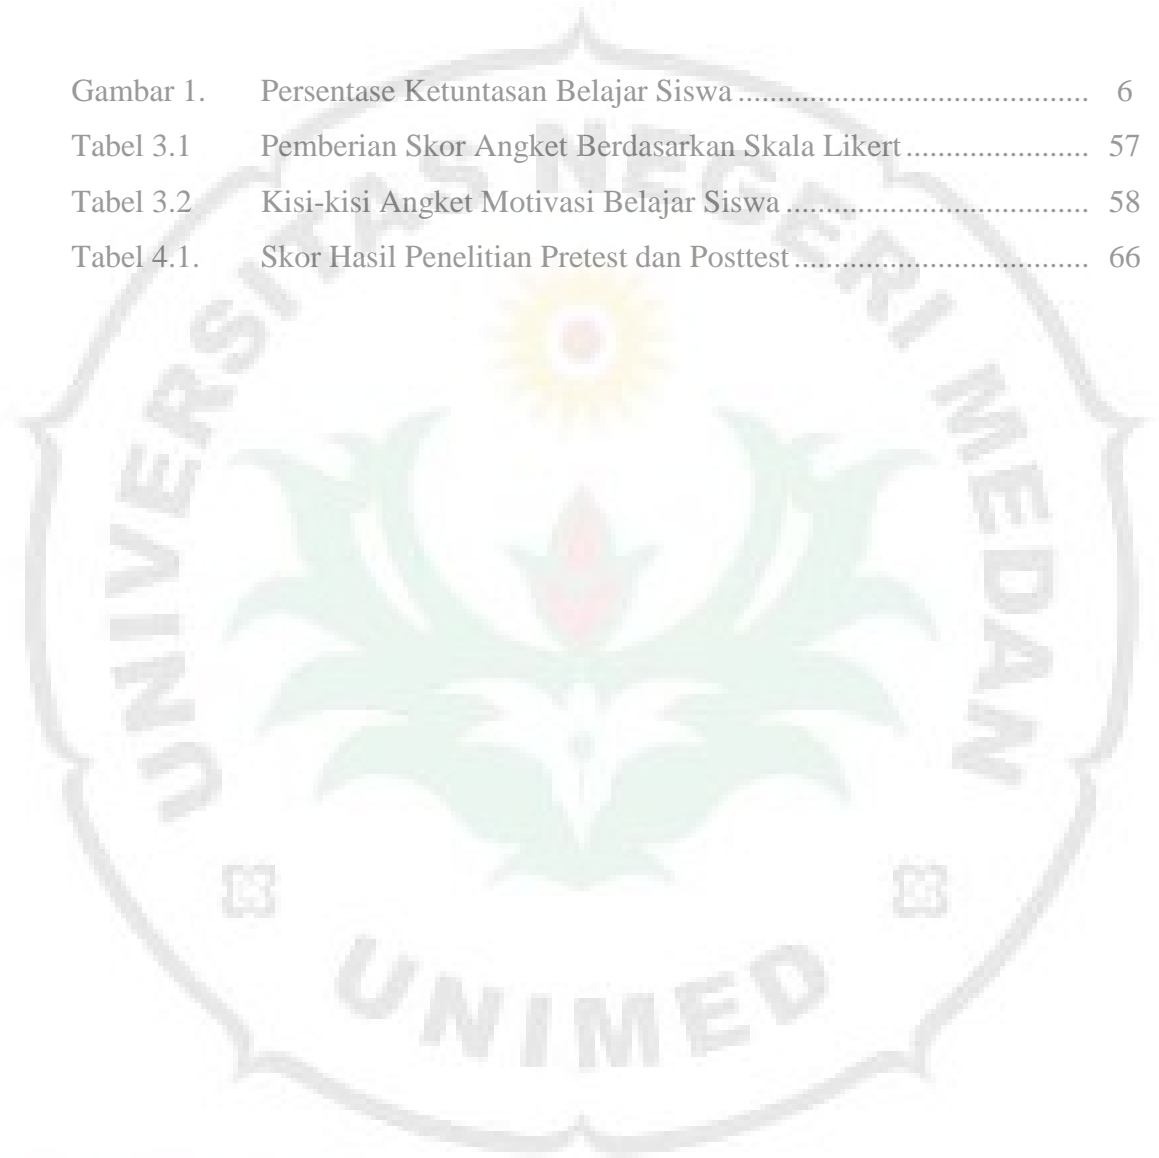 Gambar 1. Persentase Ketuntasan Belajar Siswa ............................................ 6
Tabel 3.1 Pemberian Skor Angket Berdasarkan Skala Likert ....................... 57
Tabel 3.2 Kisi-kisi Angket Motivasi Belajar Siswa ...................................... 58
Tabel 4.1. Skor Hasil Penelitian Pretest dan Posttest ..................................... 66
UNIVERSITAS NEGERI MEDAN
UNIMED